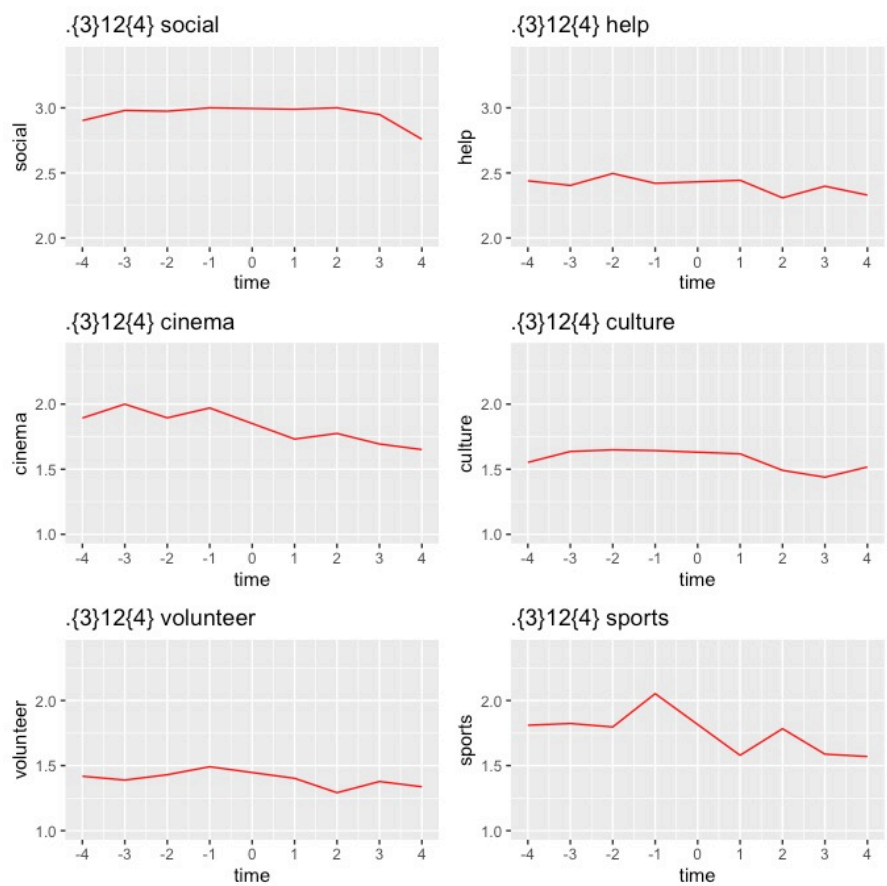 .{3}12{4} social
3.0
2.5
2.0
social
-4 -3 -2 -1 0 1 2 3 4
time
.{3}12{4} help
3.0
2.5
2.0
help
-4 -3 -2 -1 0 1 2 3 4
time
.{3}12{4} cinema
2.0
1.5
1.0
cinema
-4 -3 -2 -1 0 1 2 3 4
time
.{3}12{4} culture
2.0
1.5
1.0
culture
-4 -3 -2 -1 0 1 2 3 4
time
.{3}12{4} volunteer
2.0
1.5
1.0
volunteer
-4 -3 -2 -1 0 1 2 3 4
time
.{3}12{4} sports
2.0
1.5
1.0
sports
-4 -3 -2 -1 0 1 2 3 4
time